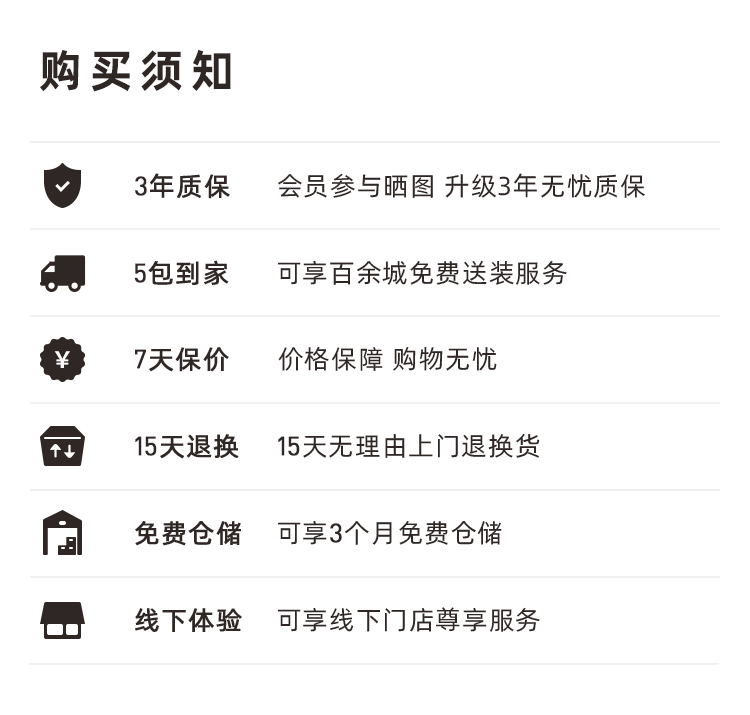 购买须知
3年质保 会员参与晒图 升级3年无忧质保
5包到家 可享百余城免费送装服务
¥ 7天保价 价格保障 购物无忧
15天退换 15天无理由上门退换货
免费仓储 可享3个月免费仓储
线下体验 可享线下门店尊享服务